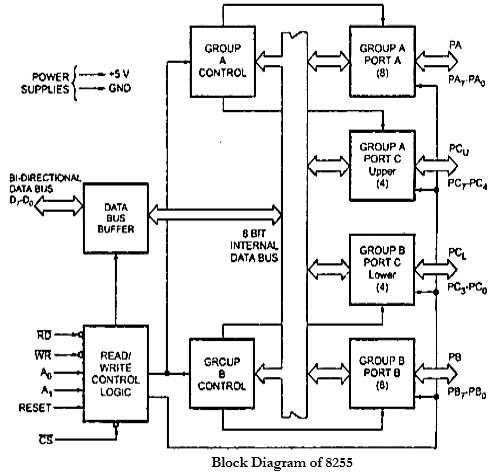 GROUP
A
CONTROL
GROUP A
PORT A
(8)
PA
PA7-PA0
POWER
SUPPLIES
+5 V
GND
GROUP A
PORT C
Upper
(4)
PCU
PC7-PC4
BI-DIRECTIONAL
DATA BUS
D7-D0
DATA
BUS
BUFFER
8 BIT
INTERNAL
DATA BUS
GROUP B
PORT C
Lower
(4)
PCL
PC3-PC0
RD
WR
A0
A1
RESET
CS
READ/
WRITE
CONTROL
LOGIC
GROUP
B
CONTROL
GROUP B
PORT B
(8)
PB
PB7-PB0
Block Diagram of 8255